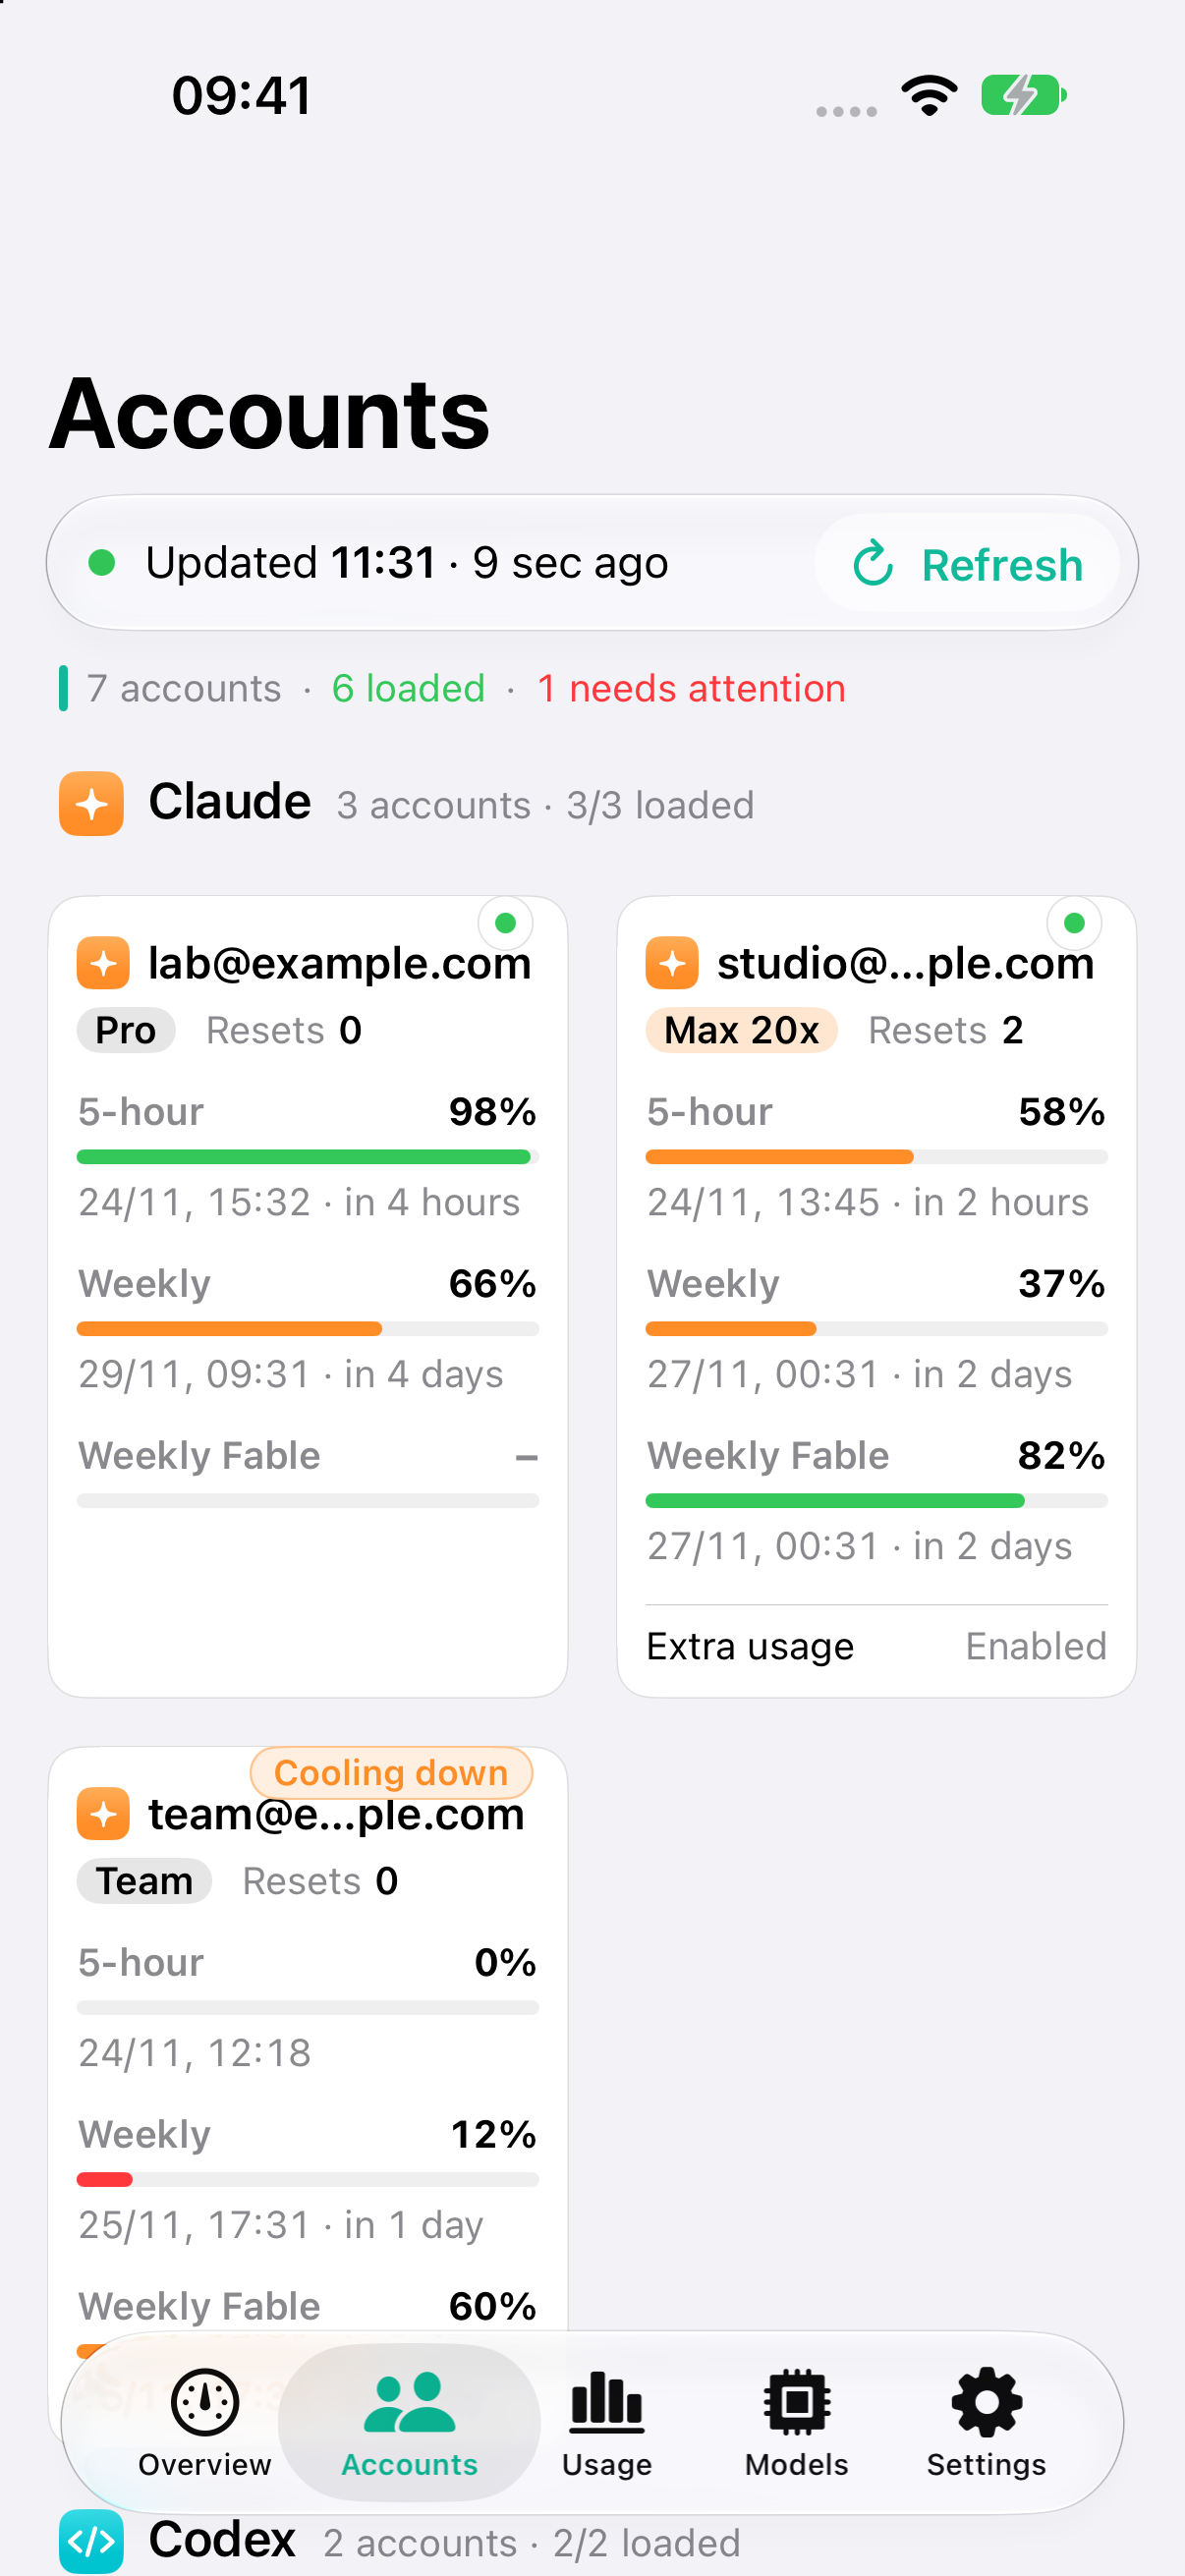 09:41
Accounts
Updated 11:31 · 9 sec ago
Refresh
7 accounts · 6 loaded · 1 needs attention
Claude 3 accounts · 3/3 loaded
lab@example.com
Pro Resets 0
5-hour 98%
24/11, 15:32 · in 4 hours
Weekly 66%
29/11, 09:31 · in 4 days
Weekly Fable –
studio@...ple.com
Max 20x Resets 2
5-hour 58%
24/11, 13:45 · in 2 hours
Weekly 37%
27/11, 00:31 · in 2 days
Weekly Fable 82%
27/11, 00:31 · in 2 days
Extra usage Enabled
Cooling down
team@e...ple.com
Team Resets 0
5-hour 0%
24/11, 12:18
Weekly 12%
25/11, 17:31 · in 1 day
Weekly Fable 60%
Overview
Accounts
Usage
Models
Settings
Codex 2 accounts · 2/2 loaded